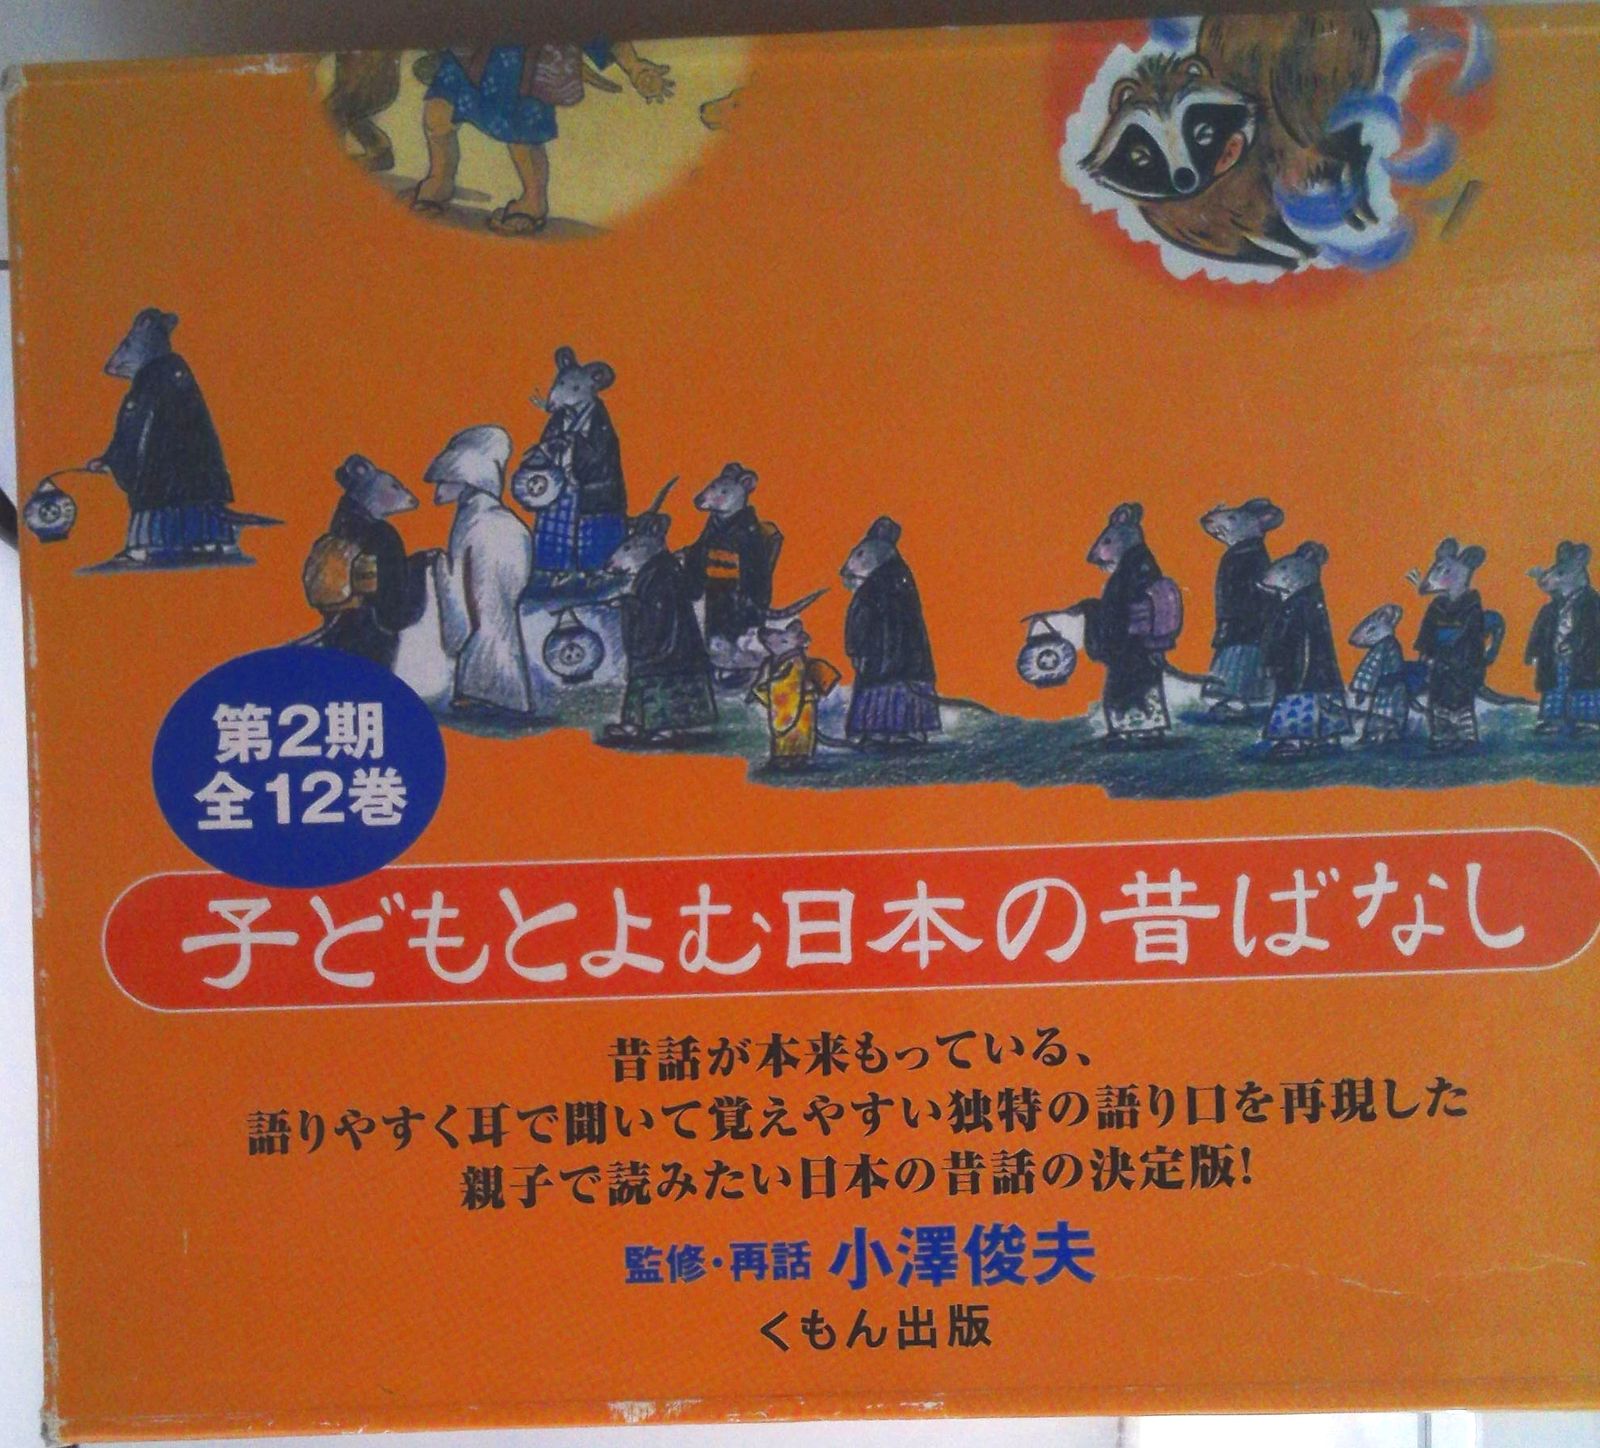 第2期
全12巻
子どもとよむ日本の昔ばなし
昔話が本来もっている、
語りやすく耳で聞いて覚えやすい独特の語り口を再現した
親子で読みたい日本の昔話の決定版!
監修・再話 小澤俊夫
くもん出版